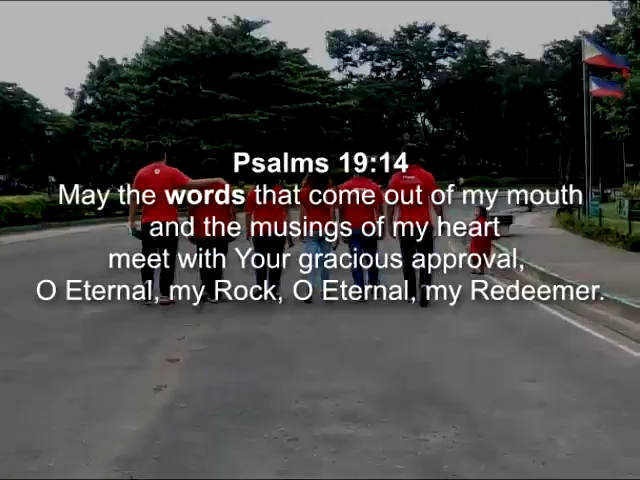 Psalms 19:14
May the words that come out of my mouth
and the musings of my heart
meet with Your gracious approval,
O Eternal, my Rock, O Eternal, my Redeemer.